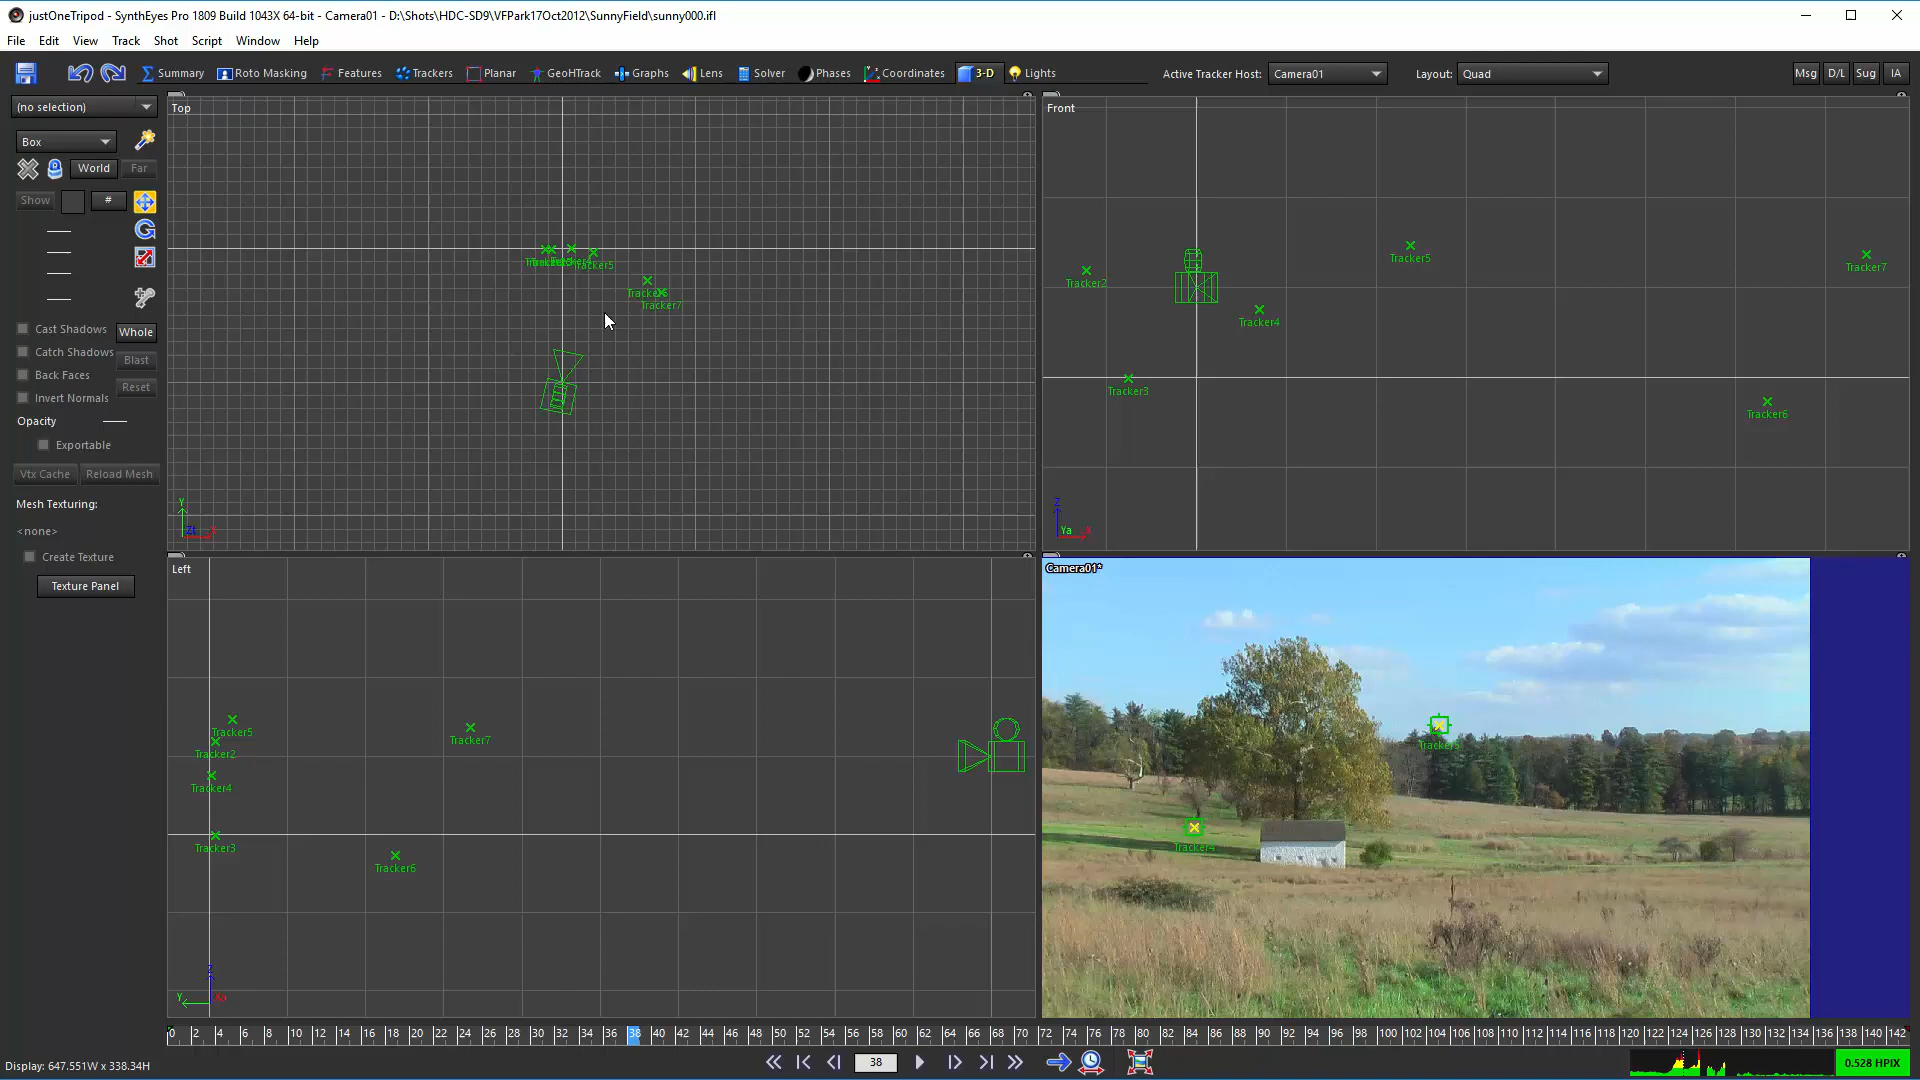 justOneTripod - SynthEyes Pro 1809 Build 1043X 64-bit - Camera01 - D:\Shots\HDC-SD9\VFPark17Oct2012\SunnyField\sunny000.ifl
File Edit View Track Shot Script Window Help
Summary Roto Masking Features Trackers Planar GeoHTrack Graphs Lens Solver Phases Coordinates 3-D Lights Active Tracker Host: Camera01 Layout: Quad Msg D/L Sug IA
(no selection)
Box
World Far
Show #
Cast Shadows Whole
Catch Shadows Blast
Back Faces Reset
Invert Normals
Opacity
Exportable
Vtx Cache Reload Mesh
Mesh Texturing:
<none>
Create Texture
Texture Panel
Top
Tracker5
Tracker7
Y
X
Front
Tracker5
Tracker7
Tracker2
Tracker4
Tracker3
Tracker6
Z
Ya X
Left
Tracker5
Tracker7
Tracker2
Tracker4
Tracker3
Tracker6
Z
Y
Camera01*
Tracker5
Tracker4
0 2 4 6 8 10 12 14 16 18 20 22 24 26 28 30 32 34 36 38 40 42 44 46 48 50 52 54 56 58 60 62 64 66 68 70 72 74 76 78 80 82 84 86 88 90 92 94 96 98 100 102 104 106 108 110 112 114 116 118 120 122 124 126 128 130 132 134 136 138 140 142
Display: 647.551W x 338.34H
38
0.528 HPIX